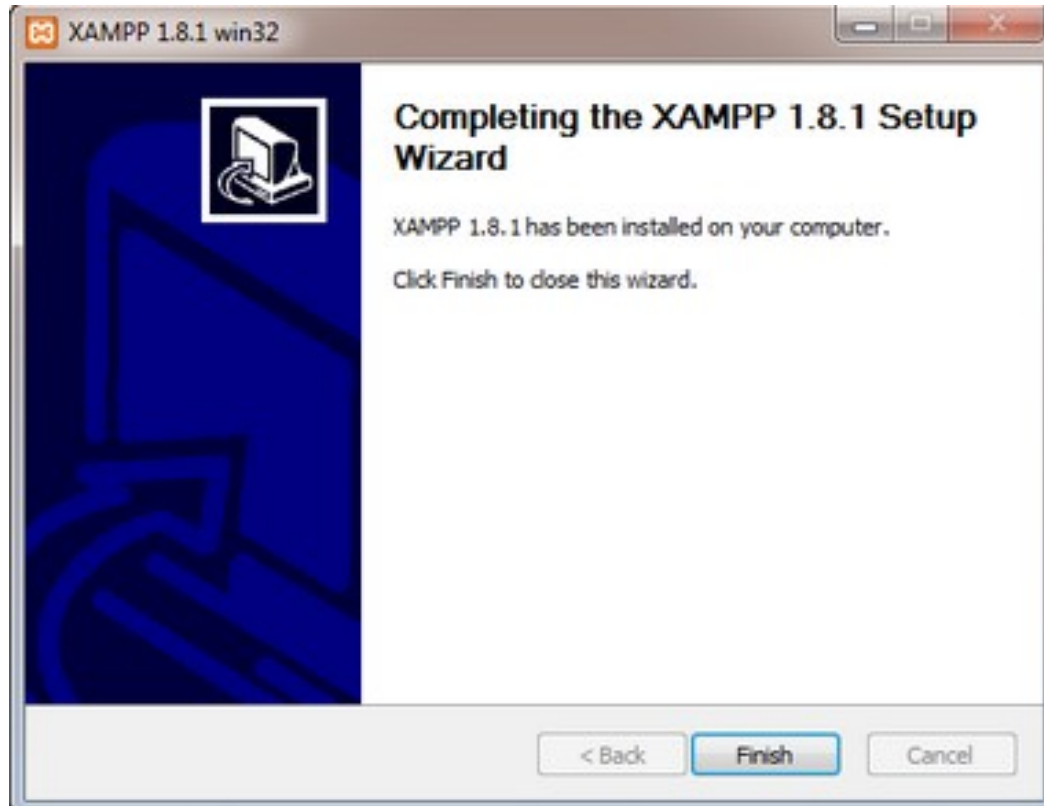 XAMPP 1.8.1 win32
Completing the XAMPP 1.8.1 Setup
Wizard
XAMPP 1.8.1 has been installed on your computer.
Click Finish to close this wizard.
< Back Finish Cancel